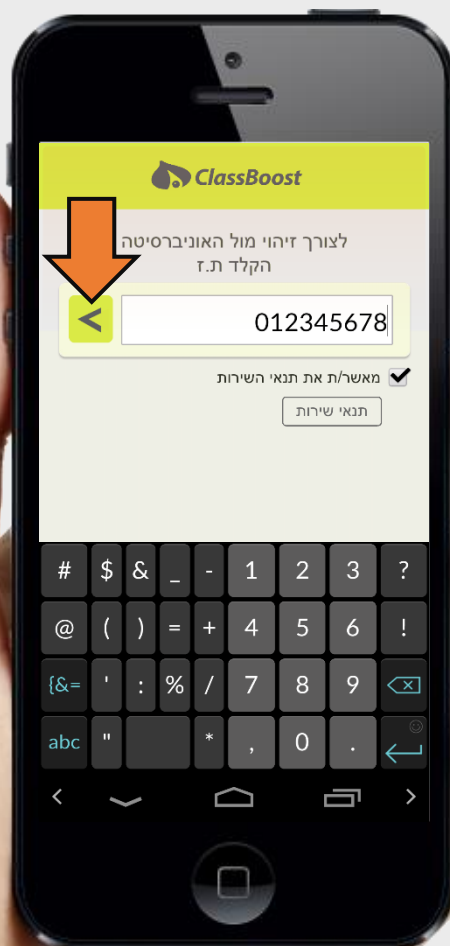 ClassBoost
לצורך זיהוי מול האוניברסיטה
הקלד ת.ז
< 012345678
מאשר/ת את תנאי השירות
תנאי שירות
# $ & _ - 1 2 3 ?
@ ( ) = + 4 5 6 !
{&= ' : % / 7 8 9
abc " * , 0 .